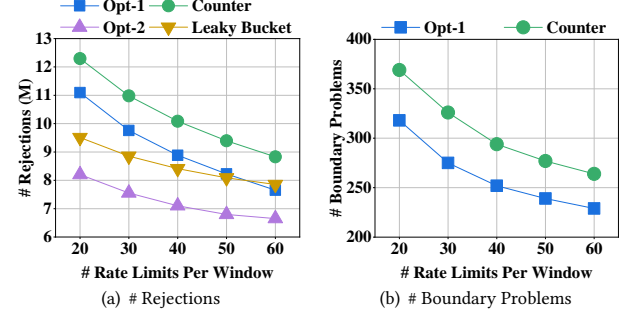 Opt-1 Counter
Opt-2 Leaky Bucket
13
12
11
10
9
8
7
6
# Rejections (M)
20 30 40 50 60
# Rate Limits Per Window
(a) # Rejections
Opt-1 Counter
400
350
300
250
200
# Boundary Problems
20 30 40 50 60
# Rate Limits Per Window
(b) # Boundary Problems